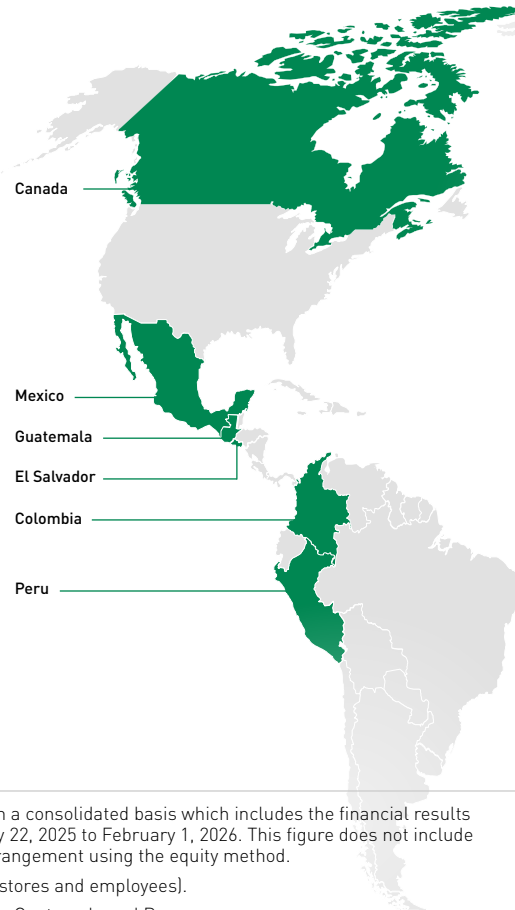 Canada
Mexico
Guatemala
El Salvador
Colombia
Peru
a consolidated basis which includes the financial results
22, 2025 to February 1, 2026. This figure does not include
rangement using the equity method.
stores and employees).